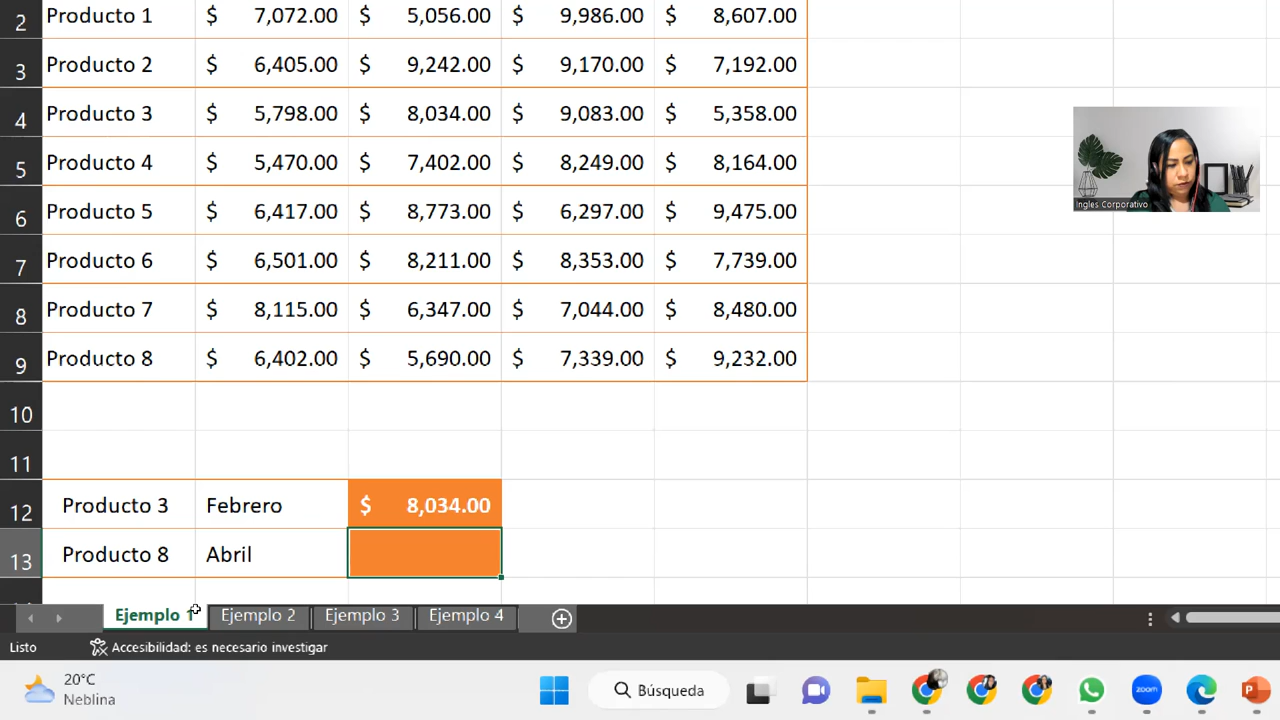 2 Producto 1 $ 7,072.00 $ 5,056.00 $ 9,986.00 $ 8,607.00
3 Producto 2 $ 6,405.00 $ 9,242.00 $ 9,170.00 $ 7,192.00
4 Producto 3 $ 5,798.00 $ 8,034.00 $ 9,083.00 $ 5,358.00
5 Producto 4 $ 5,470.00 $ 7,402.00 $ 8,249.00 $ 8,164.00
6 Producto 5 $ 6,417.00 $ 8,773.00 $ 6,297.00 $ 9,475.00
Ingles Corporativo
7 Producto 6 $ 6,501.00 $ 8,211.00 $ 8,353.00 $ 7,739.00
8 Producto 7 $ 8,115.00 $ 6,347.00 $ 7,044.00 $ 8,480.00
9 Producto 8 $ 6,402.00 $ 5,690.00 $ 7,339.00 $ 9,232.00
10
11
12 Producto 3 Febrero $ 8,034.00
13 Producto 8 Abril
Ejemplo 1 Ejemplo 2 Ejemplo 3 Ejemplo 4
Listo Accesibilidad: es necesario investigar
20°C
Neblina
Búsqueda
zoom
P